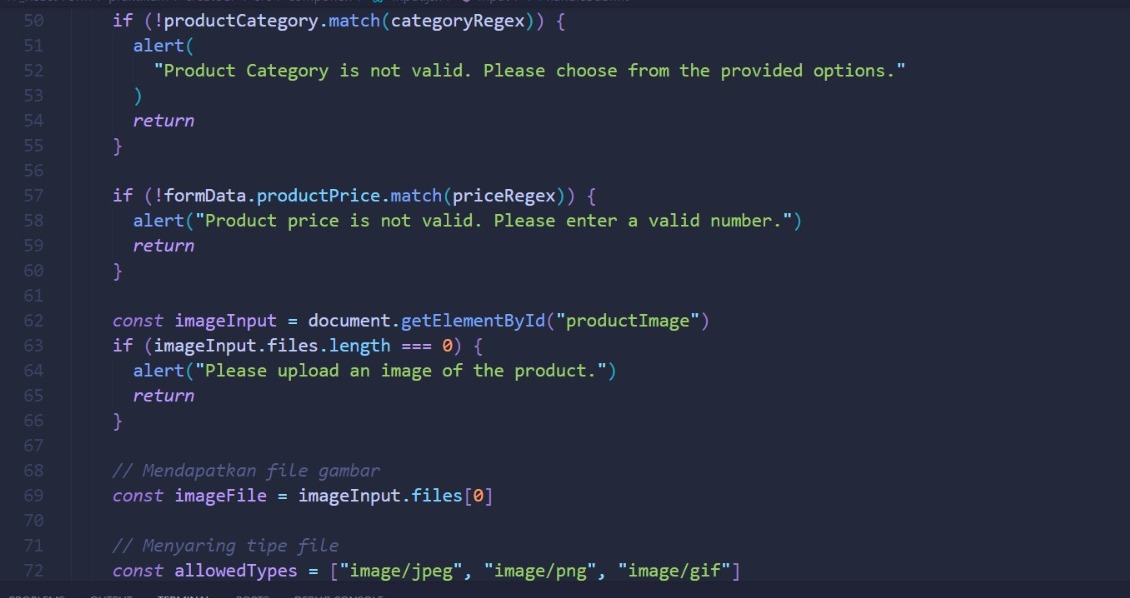 50 if (!productCategory.match(categoryRegex)) {
51 alert(
52 "Product Category is not valid. Please choose from the provided options."
53 )
54 return
55 }
56
57 if (!formData.productPrice.match(priceRegex)) {
58 alert("Product price is not valid. Please enter a valid number.")
59 return
60 }
61
62 const imageInput = document.getElementById("productImage")
63 if (imageInput.files.length === 0) {
64 alert("Please upload an image of the product.")
65 return
66 }
67
68 // Mendapatkan file gambar
69 const imageFile = imageInput.files[0]
70
71 // Menyaring tipe file
72 const allowedTypes = ["image/jpeg", "image/png", "image/gif"]